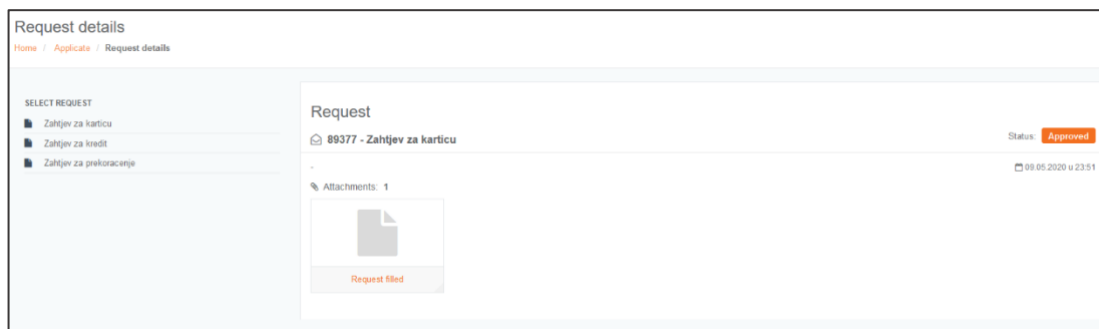 Request details
Home / Applicate / Request details
SELECT REQUEST
Zahtjev za karticu
Zahtjev za kredit
Zahtjev za prekoracenje
Request
89377 - Zahtjev za karticu
Status: Approved
-
09.05.2020 u 23:51
Attachments: 1
Request filled